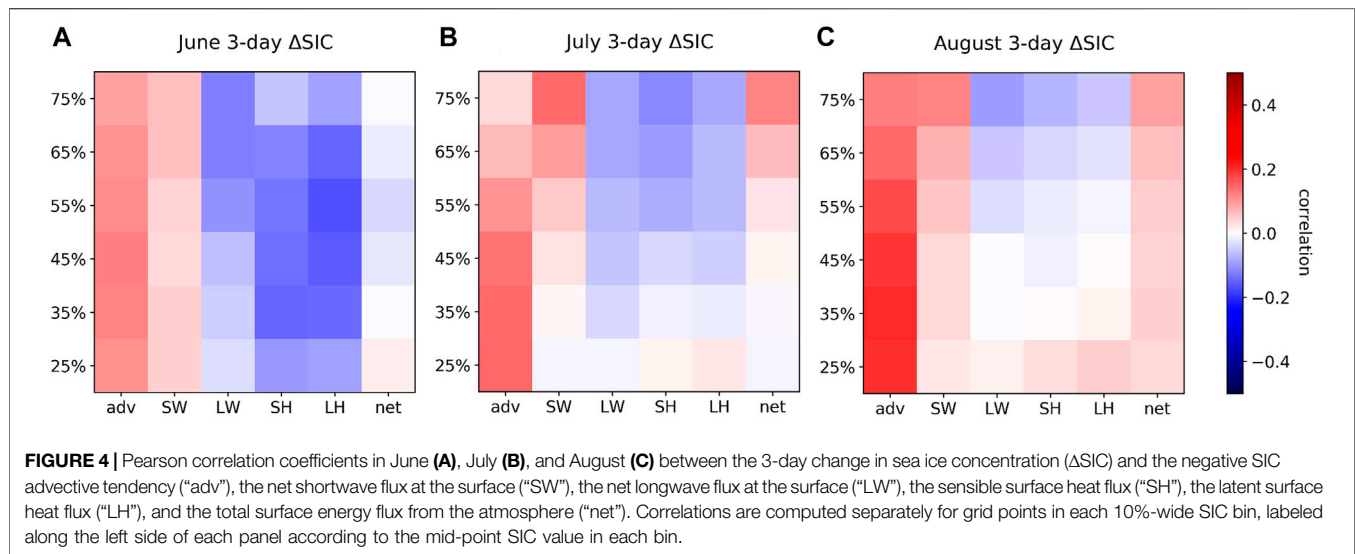 A
June 3-day ΔSIC
75%
65%
55%
45%
35%
25%
adv SW LW SH LH net
B
July 3-day ΔSIC
75%
65%
55%
45%
35%
25%
adv SW LW SH LH net
C
August 3-day ΔSIC
75%
65%
55%
45%
35%
25%
adv SW LW SH LH net
0.4
0.2
0.0
−0.2
−0.4
correlation
FIGURE 4 | Pearson correlation coefficients in June (A), July (B), and August (C) between the 3-day change in sea ice concentration (ΔSIC) and the negative SIC
advective tendency (“adv”), the net shortwave flux at the surface (“SW”), the net longwave flux at the surface (“LW”), the sensible surface heat flux (“SH”), the latent surface
heat flux (“LH”), and the total surface energy flux from the atmosphere (“net”). Correlations are computed separately for grid points in each 10%-wide SIC bin, labeled
along the left side of each panel according to the mid-point SIC value in each bin.